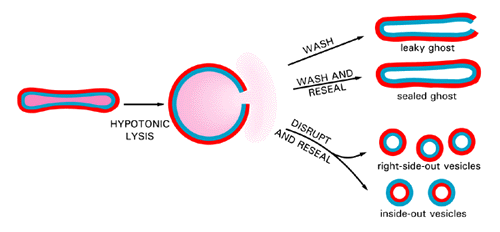 HYPOTONIC
LYSIS
WASH
leaky ghost
WASH AND
RESEAL
sealed ghost
DISRUPT
AND RESEAL
right-side-out vesicles
inside-out vesicles